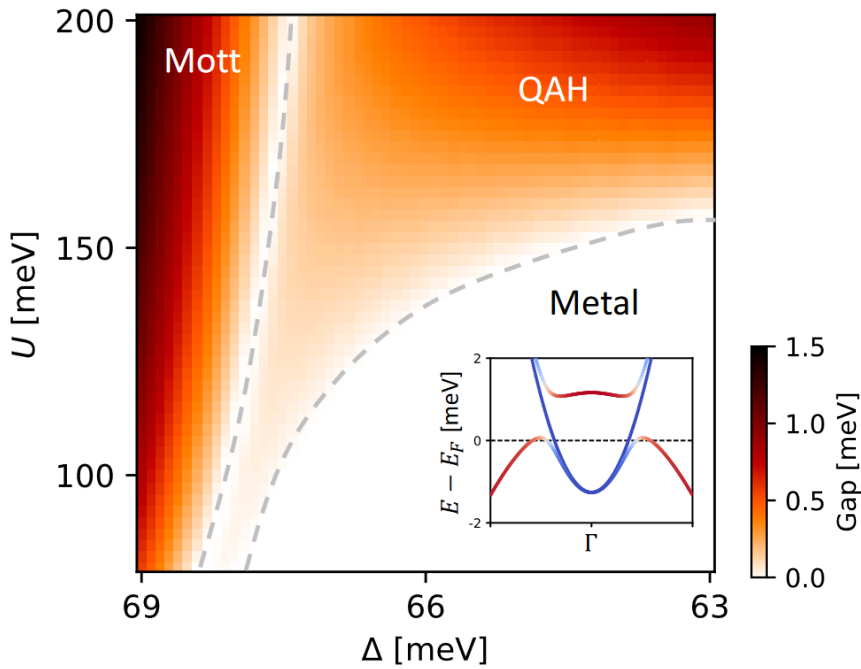 200
Mott
QAH
U [meV]
150
Metal
1.5
2
E − E_F [meV]
0
1.0
100
0.5
Gap [meV]
-2
Γ
0.0
69
66
63
Δ [meV]